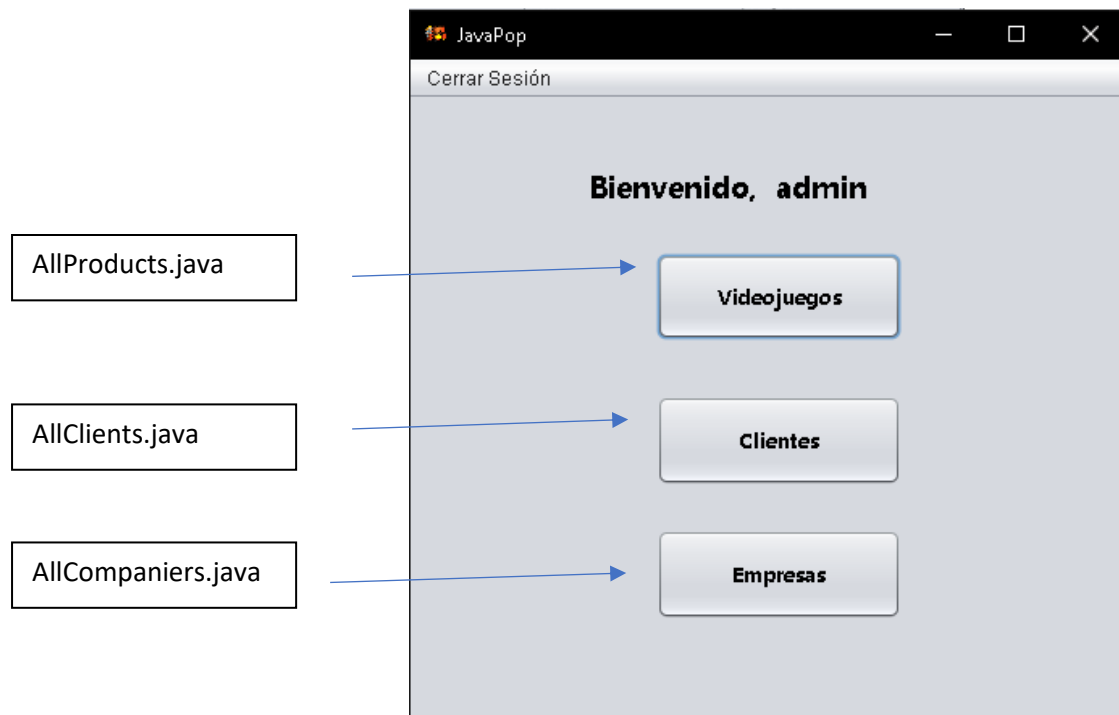 JavaPop
Cerrar Sesión
Bienvenido, admin
AllProducts.java
Videojuegos
AllClients.java
Clientes
AllCompaniers.java
Empresas